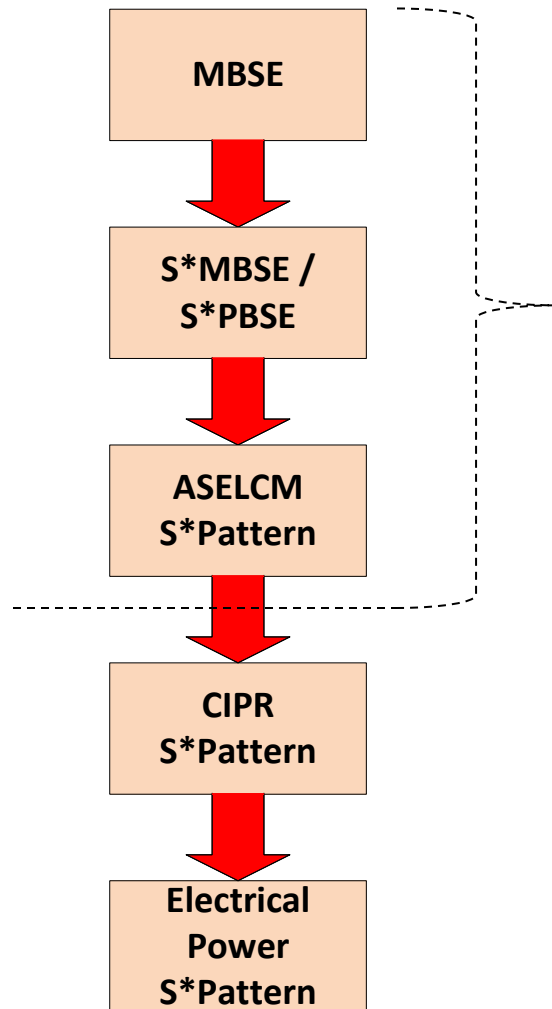 MBSE
S*MBSE /
S*PBSE
ASELCM
S*Pattern
CIPR
S*Pattern
Electrical
Power
S*Pattern